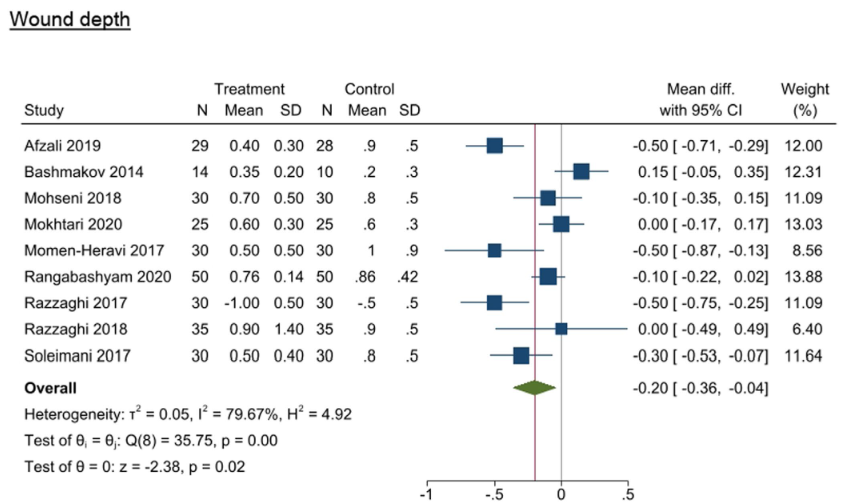 Wound depth
Treatment Control Mean diff. Weight
Study N Mean SD N Mean SD with 95% CI (%)
Afzali 2019 29 0.40 0.30 28 .9 .5 -0.50 [ -0.71, -0.29] 12.00
Bashmakov 2014 14 0.35 0.20 10 .2 .3 0.15 [ -0.05, 0.35] 12.31
Mohseni 2018 30 0.70 0.50 30 .8 .5 -0.10 [ -0.35, 0.15] 11.09
Mokhtari 2020 25 0.60 0.30 25 .6 .3 0.00 [ -0.17, 0.17] 13.03
Momen-Heravi 2017 30 0.50 0.50 30 1 .9 -0.50 [ -0.87, -0.13] 8.56
Rangabashyam 2020 50 0.76 0.14 50 .86 .42 -0.10 [ -0.22, 0.02] 13.88
Razzaghi 2017 30 -1.00 0.50 30 -.5 .5 -0.50 [ -0.75, -0.25] 11.09
Razzaghi 2018 35 0.90 1.40 35 .9 .5 0.00 [ -0.49, 0.49] 6.40
Soleimani 2017 30 0.50 0.40 30 .8 .5 -0.30 [ -0.53, -0.07] 11.64
Overall -0.20 [ -0.36, -0.04]
Heterogeneity: τ² = 0.05, I² = 79.67%, H² = 4.92
Test of θᵢ = θⱼ: Q(8) = 35.75, p = 0.00
Test of θ = 0: z = -2.38, p = 0.02
-1 -.5 0 .5